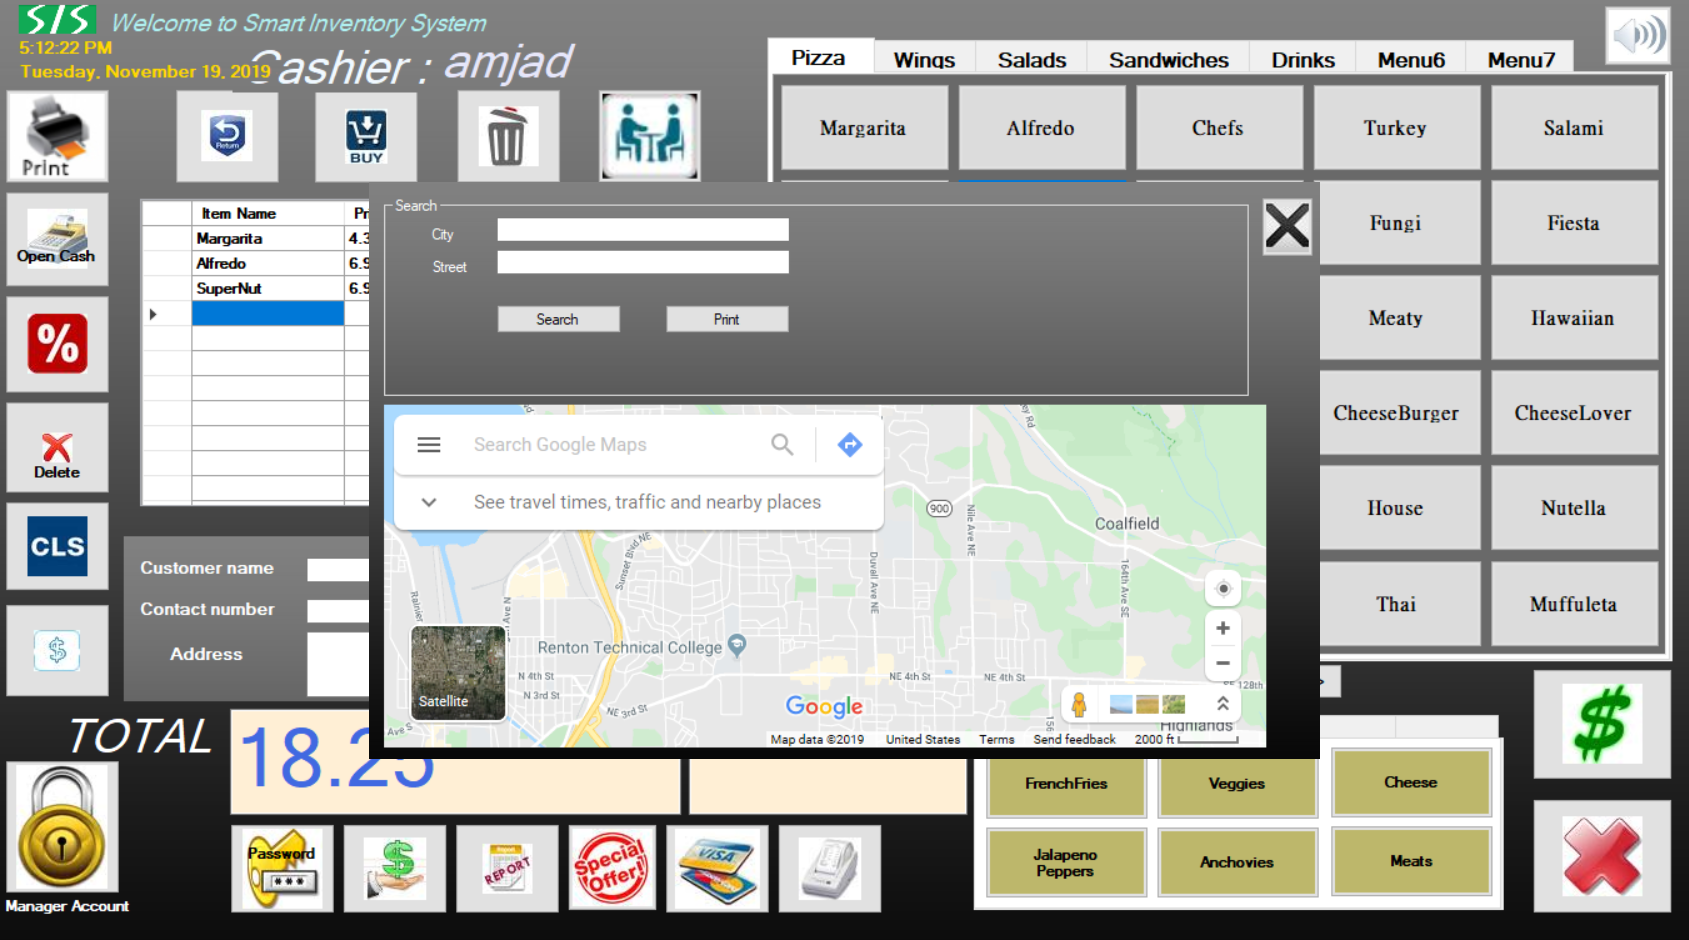 SIS Welcome to Smart Inventory System
5:12:22 PM
Tuesday, November 19, 2019
Cashier : amjad
Pizza Wings Salads Sandwiches Drinks Menu6 Menu7
Print
Return
BUY
Margarita Alfredo Chefs Turkey Salami
Fungi Fiesta
Meaty Hawaiian
CheeseBurger CheeseLover
House Nutella
Thai Muffuleta
Open Cash
%
Delete
CLS
$
Item Name Pr
Margarita 4.3
Alfredo 6.9
SuperNut 6.9
Customer name
Contact number
Address
Search
City
Street
Search Print
Search Google Maps
See travel times, traffic and nearby places
900
Coalfield
Nile Ave NE
Duvall Ave NE
164th Ave SE
Sunset Blvd NE
Rainier
Renton Technical College
N 4th St
N 3rd St
NE 3rd St
NE 4th St
NE 4th St
SE 128th
Ave S
Satellite
Google
Highlands
Map data ©2019 United States Terms Send feedback 2000 ft
TOTAL
18.25
Manager Account
Password
***
$
Report
REPORT
Special
Offer!
VISA
FrenchFries Veggies Cheese
Jalapeno
Peppers
Anchovies Meats
$